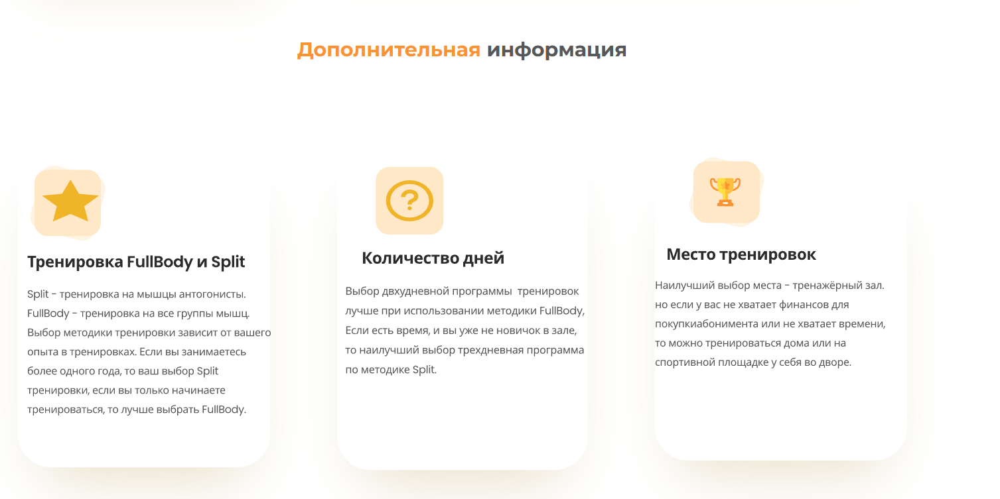 Дополнительная информация
Тренировка FullBody и Split
Split - тренировка на мышцы антогонисты.
FullBody - тренировка на все группы мышц.
Выбор методики тренировки зависит от вашего
опыта в тренировках. Если вы занимаетесь
более одного года, то ваш выбор Split
тренировки, если вы только начинаете
тренироваться, то лучше выбрать FullBody.
Количество дней
Выбор двхудневной программы  тренировок
лучше при использовании методики FullBody,
Если есть время, и вы уже не новичок в зале,
то наилучший выбор трехдневная программа
по методике Split.
Место тренировок
Наилучший выбор места - тренажёрный зал.
но если у вас не хватает финансов для
покупкиабонимента или не хватает времени,
то можно тренироваться дома или на
спортивной площадке у себя во дворе.